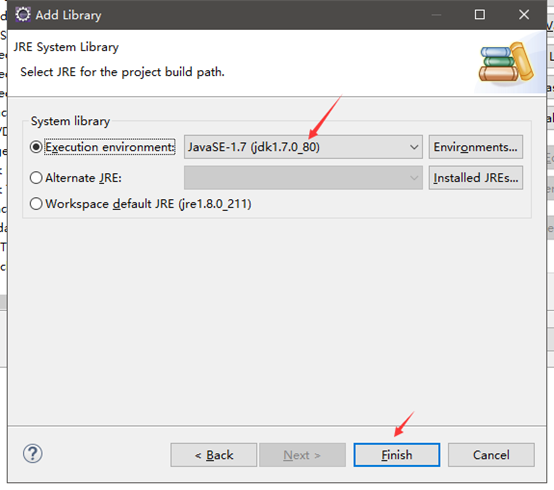 Add Library
JRE System Library
Select JRE for the project build path.
System library
Execution environment: JavaSE-1.7 (jdk1.7.0_80) Environments...
Alternate JRE: Installed JREs...
Workspace default JRE (jre1.8.0_211)
< Back Next > Finish Cancel